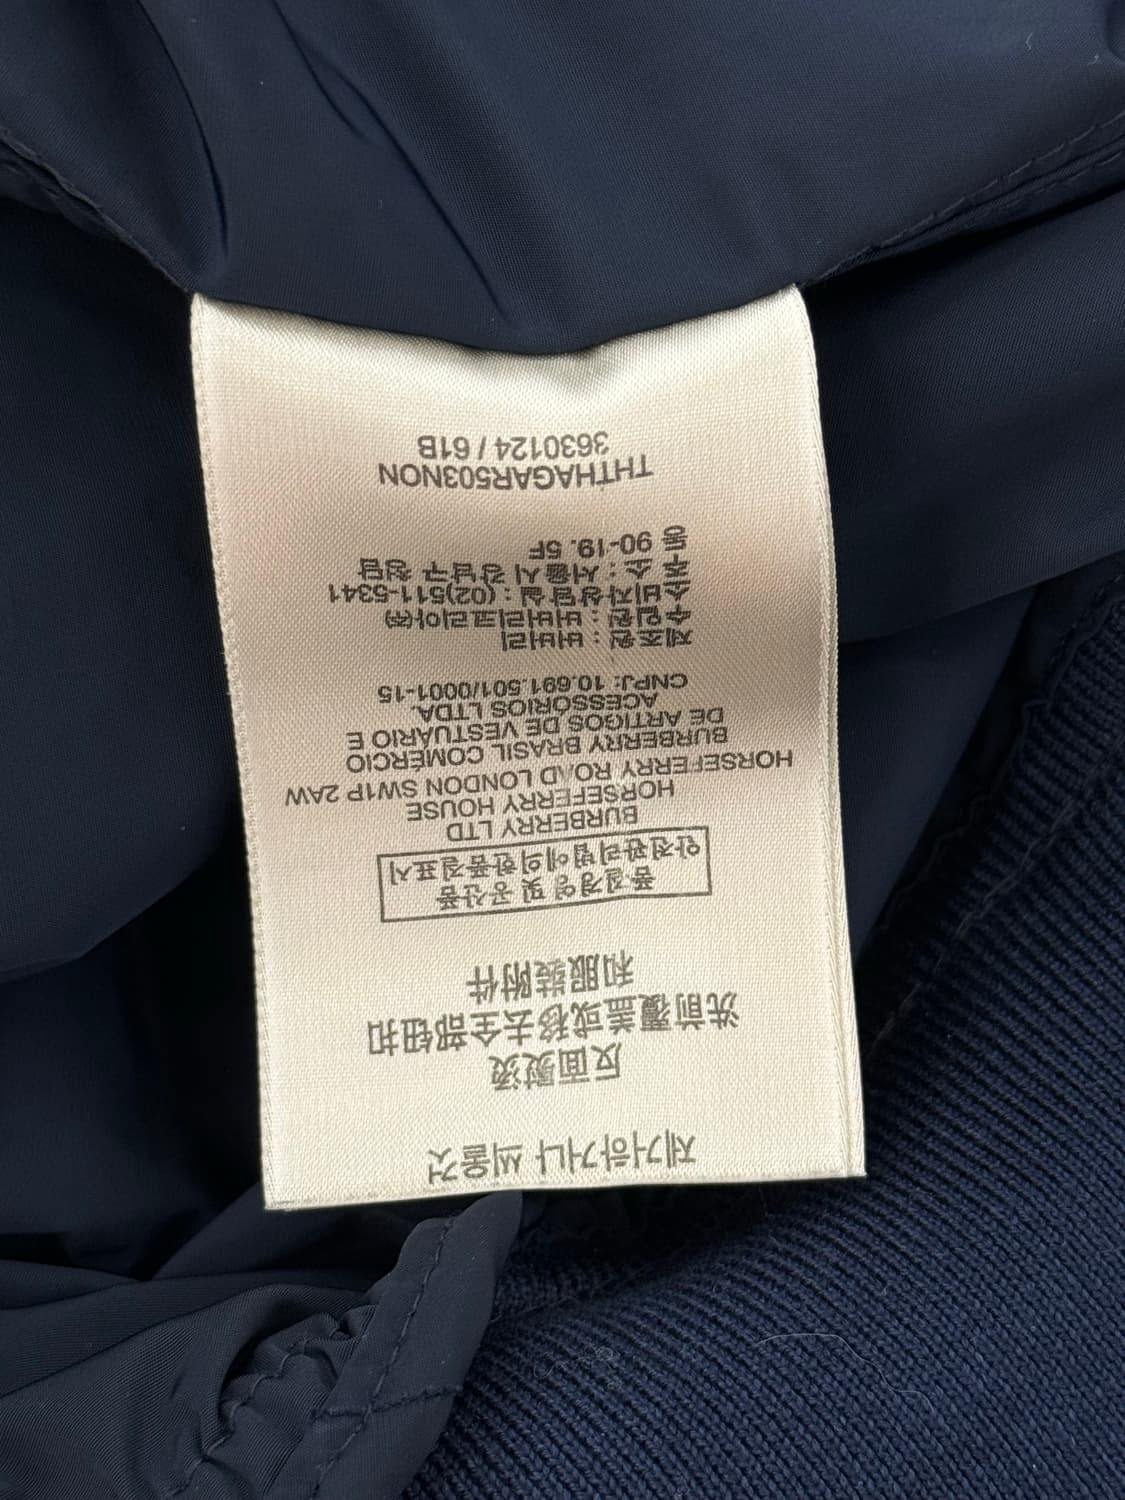 제거하거나 씌울것
反面熨烫
洗前覆盖或移去全部钮扣
和服裝附件
품질경영 및 공산품
안전관리법에의한품질표시
BURBERRY LTD
HORSEFERRY HOUSE
HORSEFERRY ROAD LONDON SW1P 2AW
BURBERRY BRASIL COMERCIO
DE ARTIGOS DE VESTUÁRIO E
ACESSÓRIOS LTDA.
CNPJ: 10.691.501/0001-15
제조원 : 버버리
수입원 : 버버리코리아㈜
소비자상담실 : (02)511-5341
소 : 서울시 강남구 청담
동 90-19. 5F
THTHAGAR503NON
3630124 / 61B